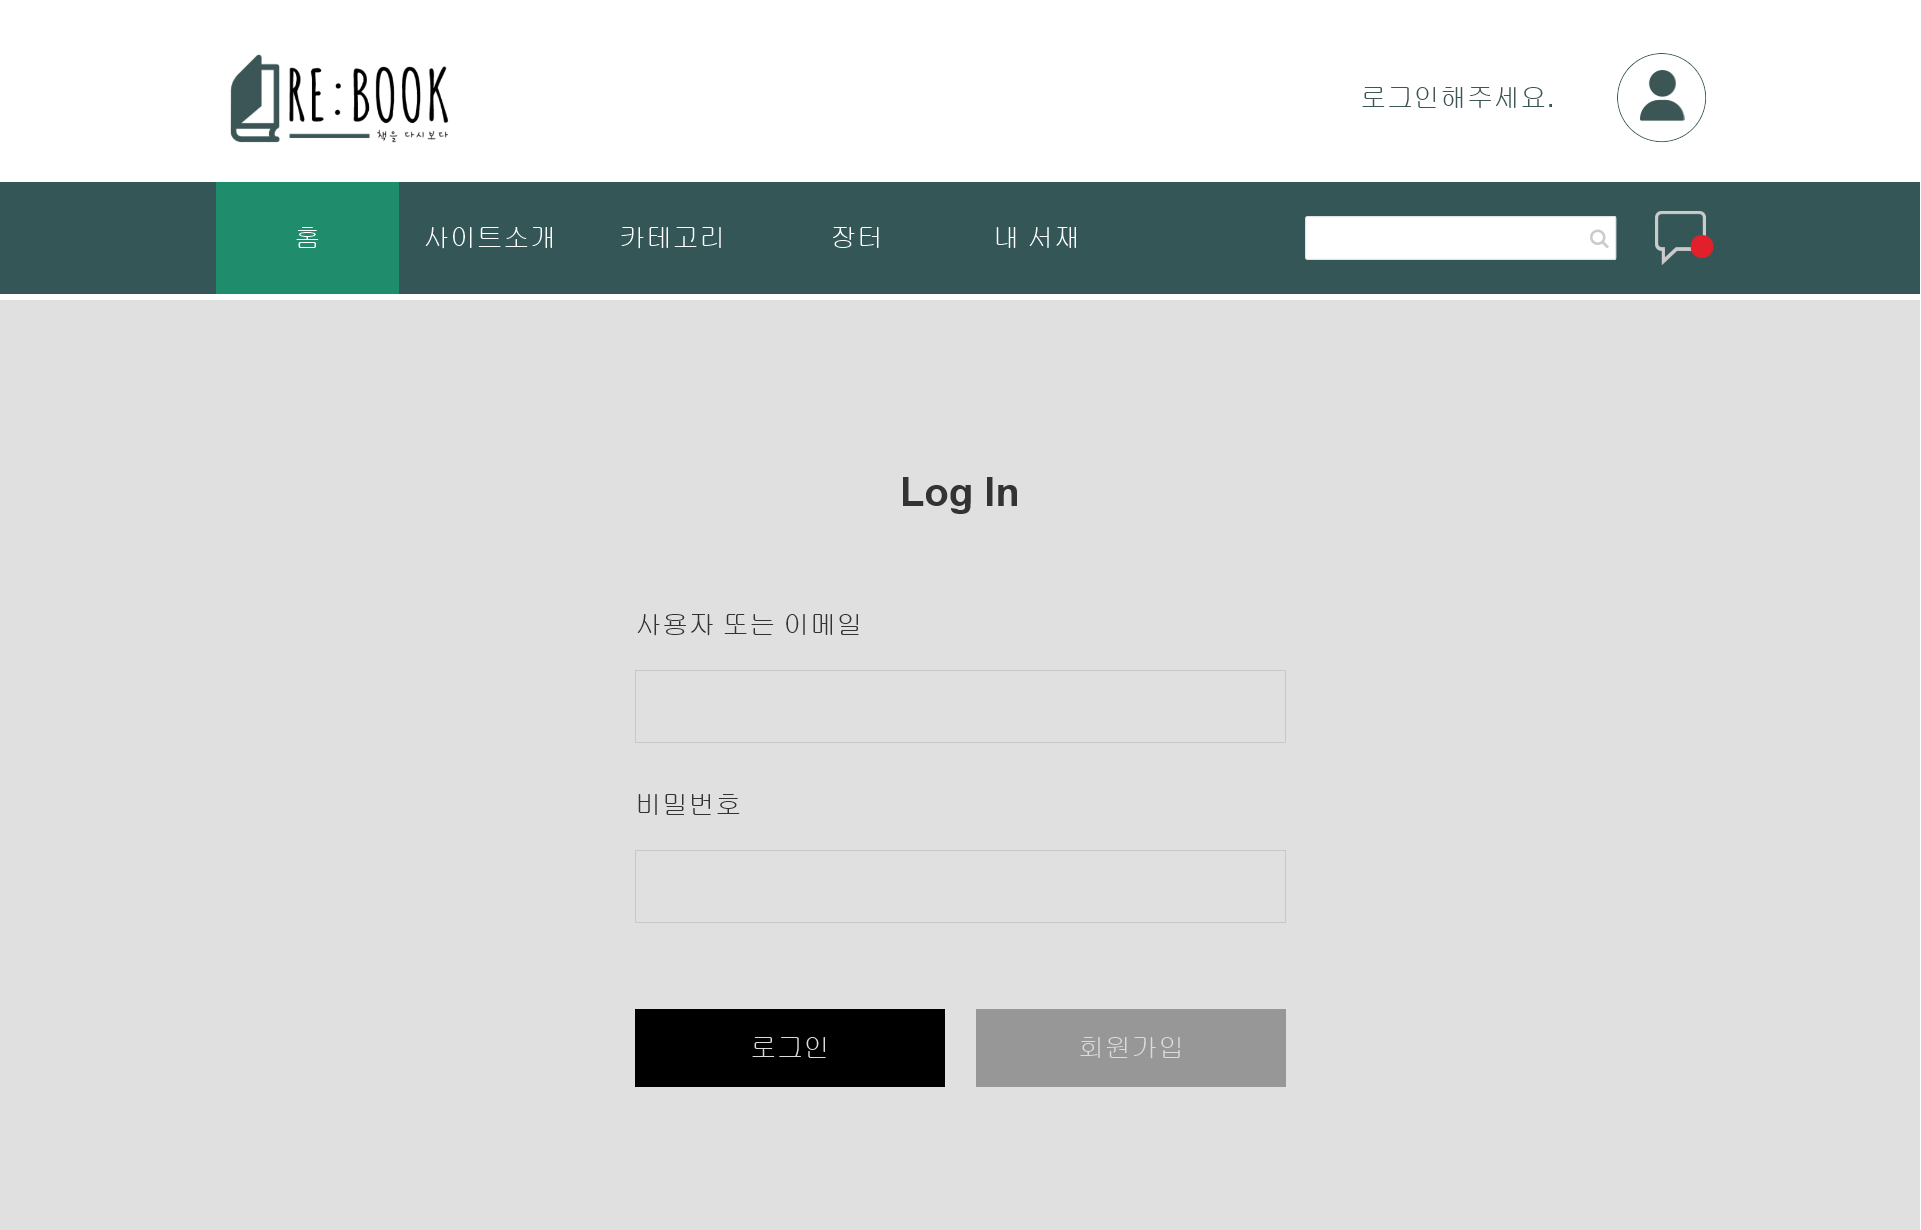 RE:BOOK
책을 다시보다
로그인해주세요.
홈
사이트소개
카테고리
장터
내 서재
Log In
사용자 또는 이메일
비밀번호
로그인
회원가입